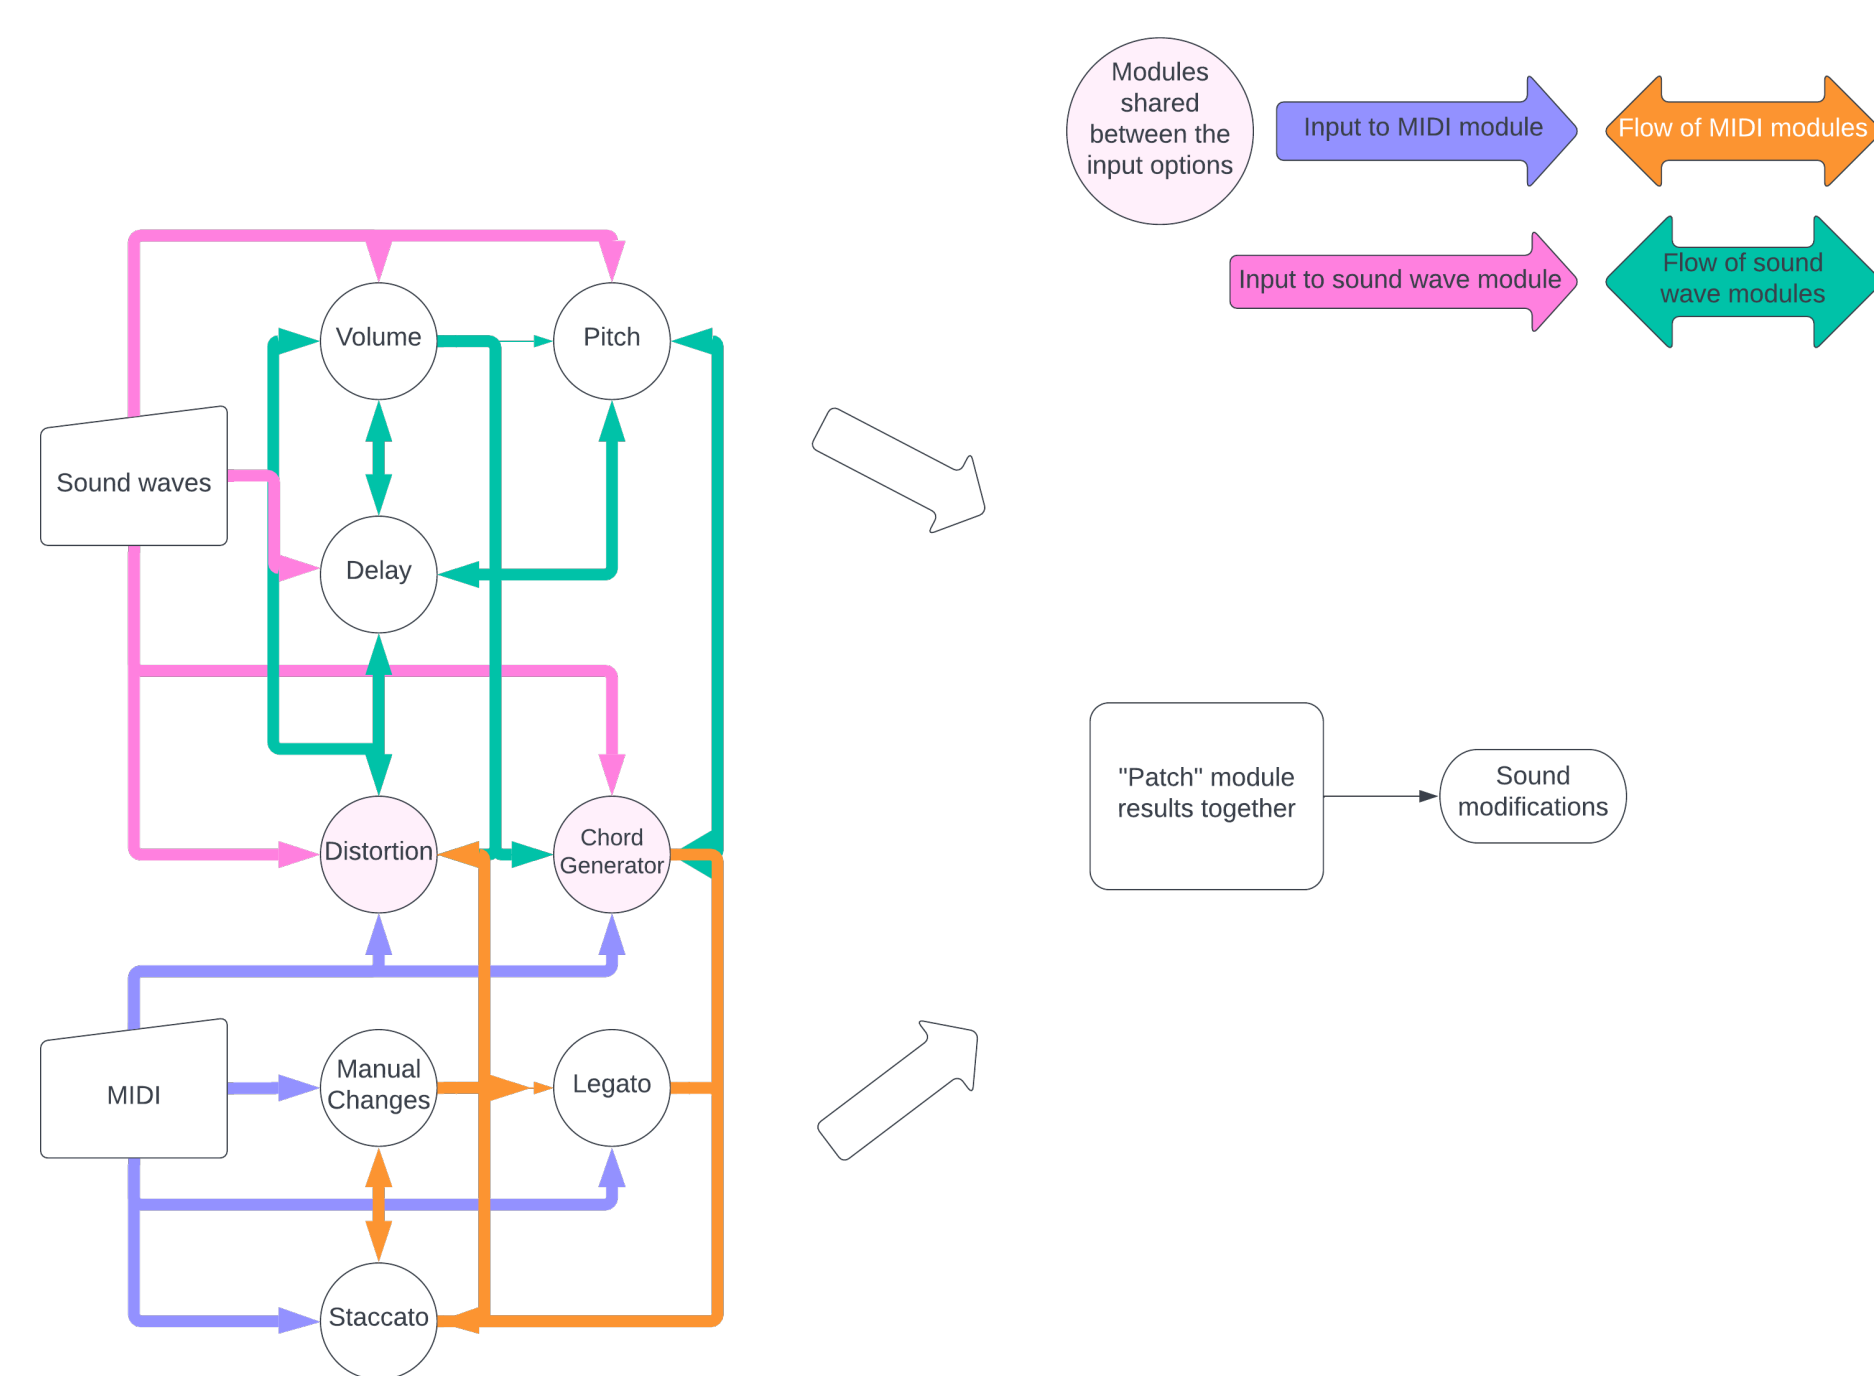 Modules
shared
between the
input options
Input to MIDI module
Flow of MIDI modules
Input to sound wave module
Flow of sound
wave modules
Volume
Pitch
Sound waves
Delay
Distortion
Chord
Generator
"Patch" module
results together
Sound
modifications
MIDI
Manual
Changes
Legato
Staccato